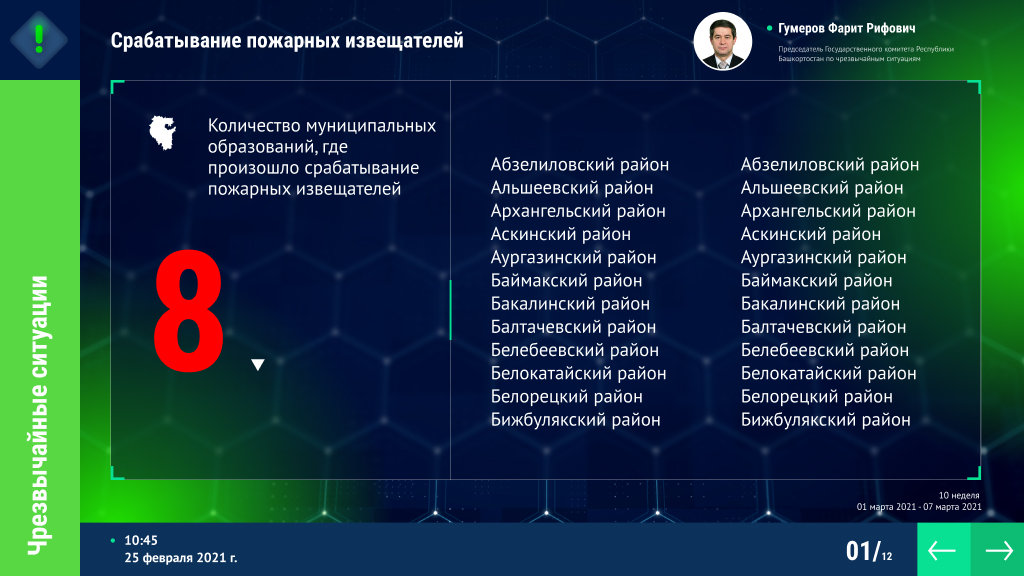 Срабатывание пожарных извещателей
Гумеров Фарит Рифович
Председатель Государственного комитета Республики
Башкортостан по чрезвычайным ситуациям
Количество муниципальных
образований, где
произошло срабатывание
пожарных извещателей
8
Абзелиловский район
Альшеевский район
Архангельский район
Аскинский район
Аургазинский район
Баймакский район
Бакалинский район
Балтачевский район
Белебеевский район
Белокатайский район
Белорецкий район
Бижбулякский район
Абзелиловский район
Альшеевский район
Архангельский район
Аскинский район
Аургазинский район
Баймакский район
Бакалинский район
Балтачевский район
Белебеевский район
Белокатайский район
Белорецкий район
Бижбулякский район
Чрезвычайные ситуации
10 неделя
01 марта 2021 - 07 марта 2021
10:45
25 февраля 2021 г.
01/12